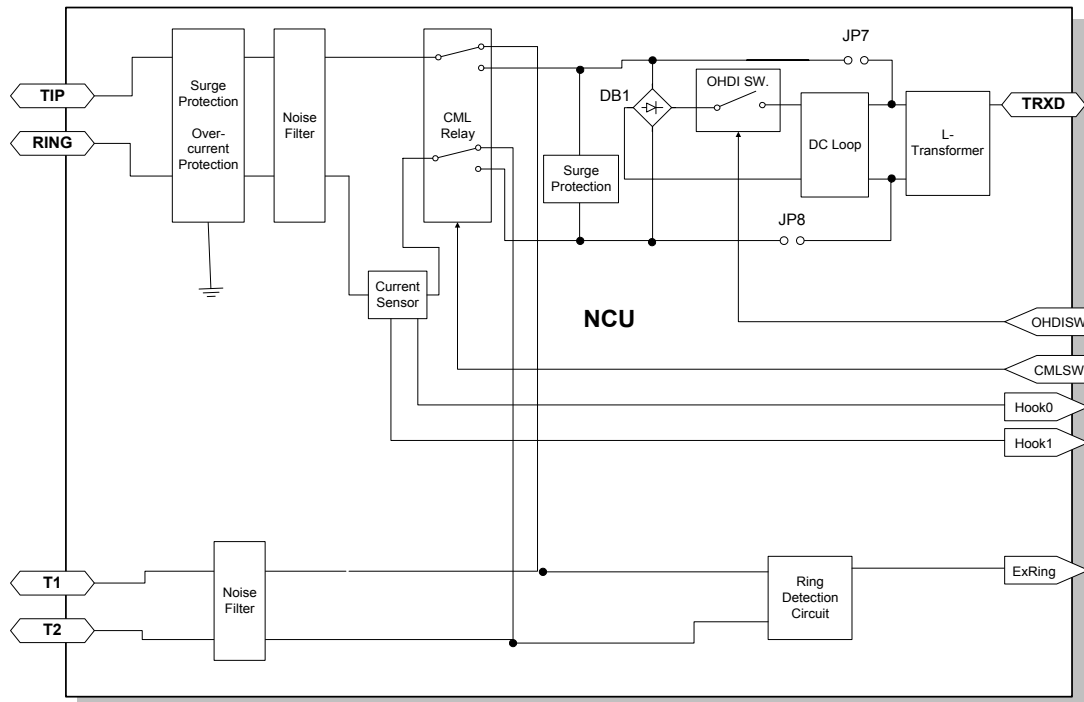 JP7
OHDI SW.
TIP
Surge
Protection
Over-
current
Protection
Noise
Filter
CML
Relay
DB1
TRXD
RING
DC Loop
L-
Transformer
Surge
Protection
JP8
Current
Sensor
NCU
OHDISW
CMLSW
Hook0
Hook1
T1
T2
Noise
Filter
Ring
Detection
Circuit
ExRing